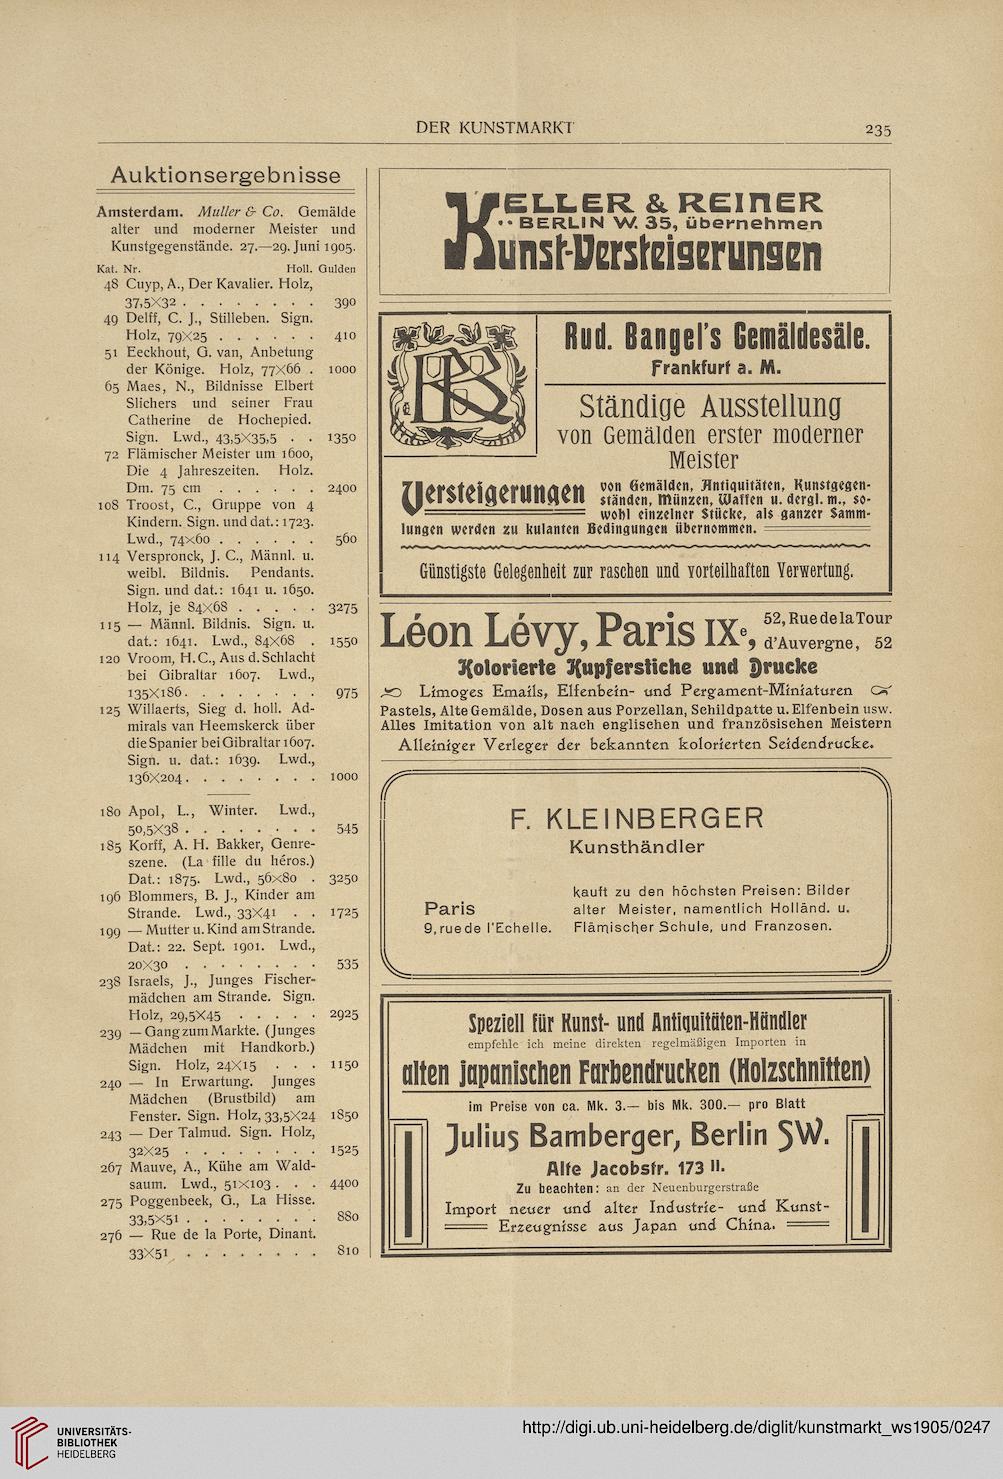 DER KUNSTMARKT
235
Auktionsergebnisse
Amsterdam. Muller & Co. Gemälde
alter und moderner Meister und
Kunstgegenstände. 27.—29. Juni 1905.
Kat. Nr. Holl. Gulden
48 Cuyp, A., Der Kavalier. Holz,
37,5×32 . . . . . . . . 390
49 Delff, C. J., Stilleben. Sign.
Holz, 79×25 . . . . . . 410
51 Eeckhout, G. van, Anbetung
der Könige. Holz, 77×66 . 1000
65 Maes, N., Bildnisse Elbert
Slichers und seiner Frau
Catherine de Hochepied.
Sign. Lwd., 43,5×35,5 . . 1350
72 Flämischer Meister um 1600,
Die 4 Jahreszeiten. Holz.
Dm. 75 cm . . . . . . 2400
108 Troost, C., Gruppe von 4
Kindern. Sign. und dat.: 1723.
Lwd., 74×60 . . . . . . 560
114 Verspronck, J. C., Männl. u.
weibl. Bildnis. Pendants.
Sign. und dat.: 1641 u. 1650.
Holz, je 84×68 . . . . . 3275
115 — Männl. Bildnis. Sign. u.
dat.: 1641. Lwd., 84×68 . 1550
120 Vroom, H. C., Aus d. Schlacht
bei Gibraltar 1607. Lwd.,
135×186. . . . . . . . 975
125 Willaerts, Sieg d. holl. Ad-
mirals van Heemskerck über
die Spanier bei Gibraltar 1607.
Sign. u. dat.: 1639. Lwd.,
136×204. . . . . . . . 1000
180 Apol, L., Winter. Lwd.,
50,5×38 . . . . . . . . 545
185 Korff, A. H. Bakker, Genre-
szene. (La fille du héros.)
Dat.: 1875. Lwd., 56×80 . 3250
196 Blommers, B. J., Kinder am
Strande. Lwd., 33×41 . . 1725
199 — Mutter u. Kind am Strande.
Dat.: 22. Sept. 1901. Lwd.,
20×30 . . . . . . . . 535
238 Israels, J., Junges Fischer-
mädchen am Strande. Sign.
Holz, 29,5×45 . . . . . 2925
239 — Gang zum Markte. (Junges
Mädchen mit Handkorb.)
Sign. Holz, 24×15 . . . 1150
240 — In Erwartung. Junges
Mädchen (Brustbild) am
Fenster. Sign. Holz, 33,5×24 1850
243 — Der Talmud. Sign. Holz,
32×25 . . . . . . . . 1525
267 Mauve, A., Kühe am Wald-
saum. Lwd., 51×103 . . . 4400
275 Poggenbeek, G., La Hisse.
33,5×51 . . . . . . . . 880
276 — Rue de la Porte, Dinant.
33×51 . . . . . . . . 810
KELLER & REINER
BERLIN W. 35, übernehmen
Kunst-Versteigerungen
RB
Rud. Bangel's Gemäldesäle.
Frankfurt a. M.
Ständige Ausstellung
von Gemälden erster moderner
Meister
Versteigerungen von Gemälden, Antiquitäten, Kunstgegen-
ständen, Münzen, Waffen u. dergl. m., so-
wohl einzelner Stücke, als ganzer Samm-
lungen werden zu kulanten Bedingungen übernommen.
Günstigste Gelegenheit zur raschen und vorteilhaften Verwertung.
Léon Lévy, Paris IXe, 52, Rue de la Tour
d'Auvergne, 52
Kolorierte Kupferstiche und Drucke
Limoges Emails, Elfenbein- und Pergament-Miniaturen
Pastels, Alte Gemälde, Dosen aus Porzellan, Schildpatte u. Elfenbein usw.
Alles Imitation von alt nach englischen und französischen Meistern
Alleiniger Verleger der bekannten kolorierten Seidendrucke.
F. KLEINBERGER
Kunsthändler
Paris
9, rue de l'Echelle.
kauft zu den höchsten Preisen: Bilder
alter Meister, namentlich Holländ. u.
Flämischer Schule, und Franzosen.
Speziell für Kunst- und Antiquitäten-Händler
empfehle ich meine direkten regelmäßigen Importen in
alten japanischen Farbendrucken (Holzschnitten)
im Preise von ca. Mk. 3.— bis Mk. 300.— pro Blatt
Julius Bamberger, Berlin SW.
Alte Jacobstr. 173 II.
Zu beachten: an der Neuenburgerstraße
Import neuer und alter Industrie- und Kunst-
Erzeugnisse aus Japan und China.
UNIVERSITÄTS-
BIBLIOTHEK
HEIDELBERG
http://digi.ub.uni-heidelberg.de/diglit/kunstmarkt_ws1905/0247